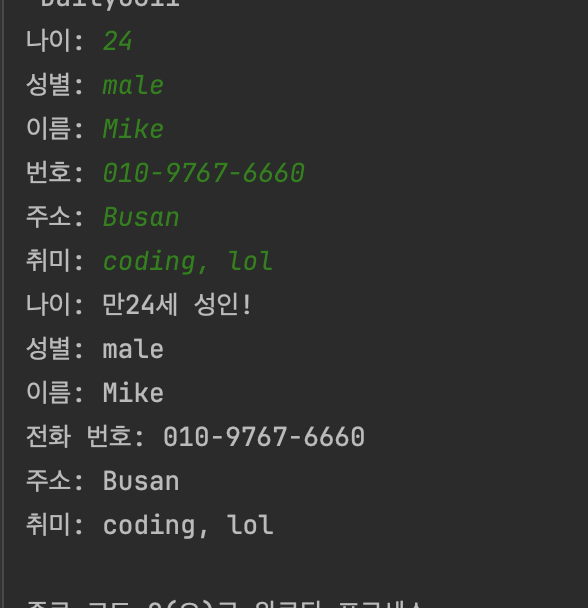 나이: 24
성별: male
이름: Mike
번호: 010-9767-6660
주소: Busan
취미: coding, lol
나이: 만24세 성인!
성별: male
이름: Mike
전화 번호: 010-9767-6660
주소: Busan
취미: coding, lol